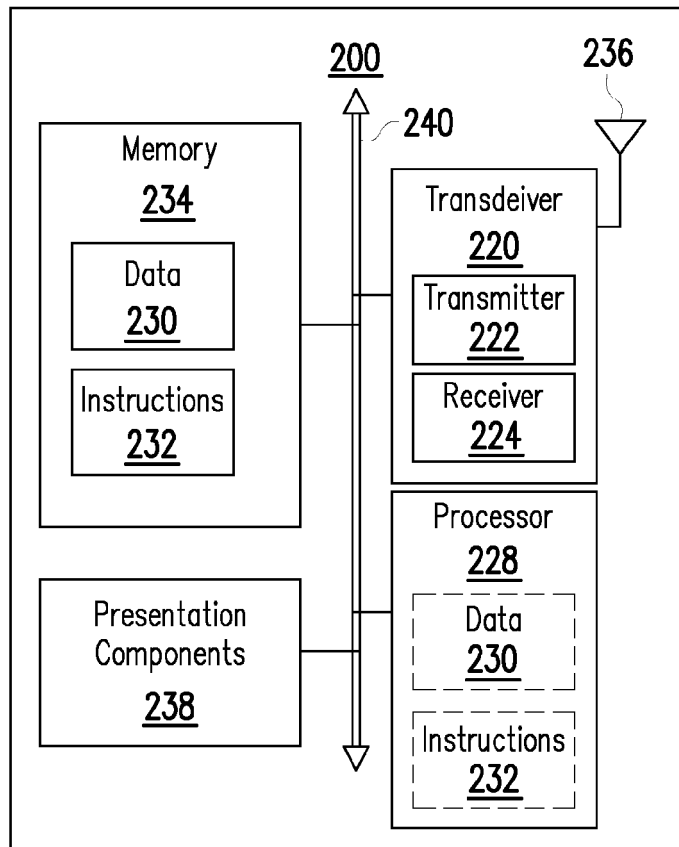 200
236
240
Memory
234
Data
230
Instructions
232
Transdeiver
220
Transmitter
222
Receiver
224
Presentation
Components
238
Processor
228
Data
230
Instructions
232